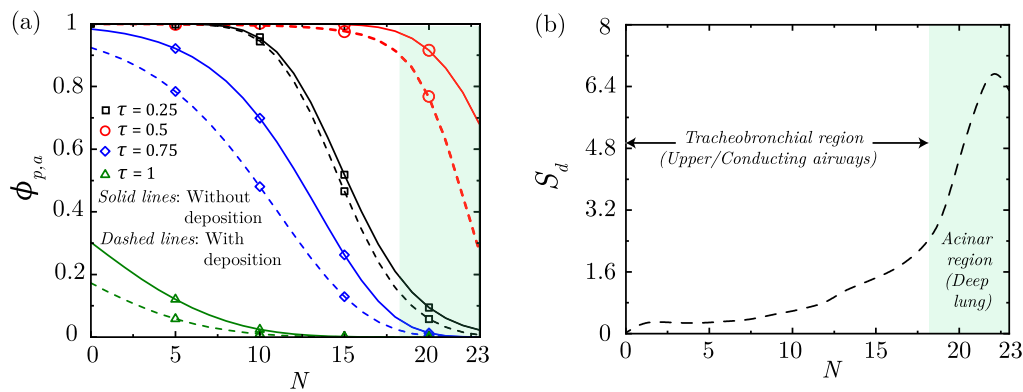 (a)
1
0.8
0.6
0.4
0.2
0
ϕp,a
τ = 0.25
τ = 0.5
τ = 0.75
τ = 1
Solid lines: Without
deposition
Dashed lines: With
deposition
0 5 10 15 20 23
N
(b)
8
6.4
4.8
3.2
1.6
0
Sd
Tracheobronchial region
(Upper/Conducting airways)
Acinar
region
(Deep
lung)
0 5 10 15 20 23
N